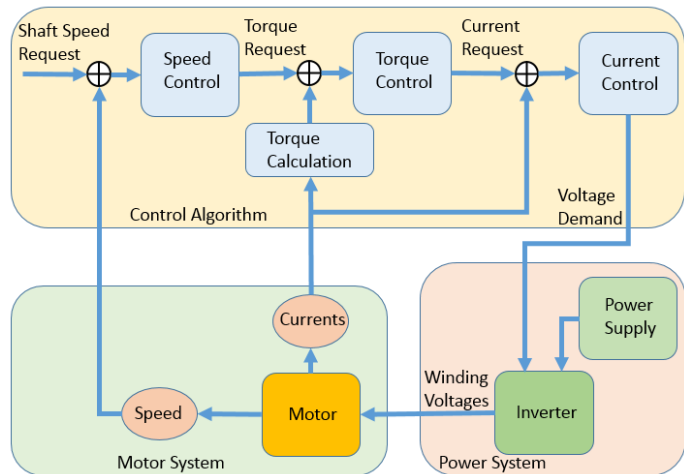 Shaft Speed
Request
Speed
Control
Torque
Request
Torque
Control
Current
Request
Current
Control
Torque
Calculation
Control Algorithm
Voltage
Demand
Currents
Speed
Motor
Motor System
Winding
Voltages
Power
Supply
Inverter
Power System